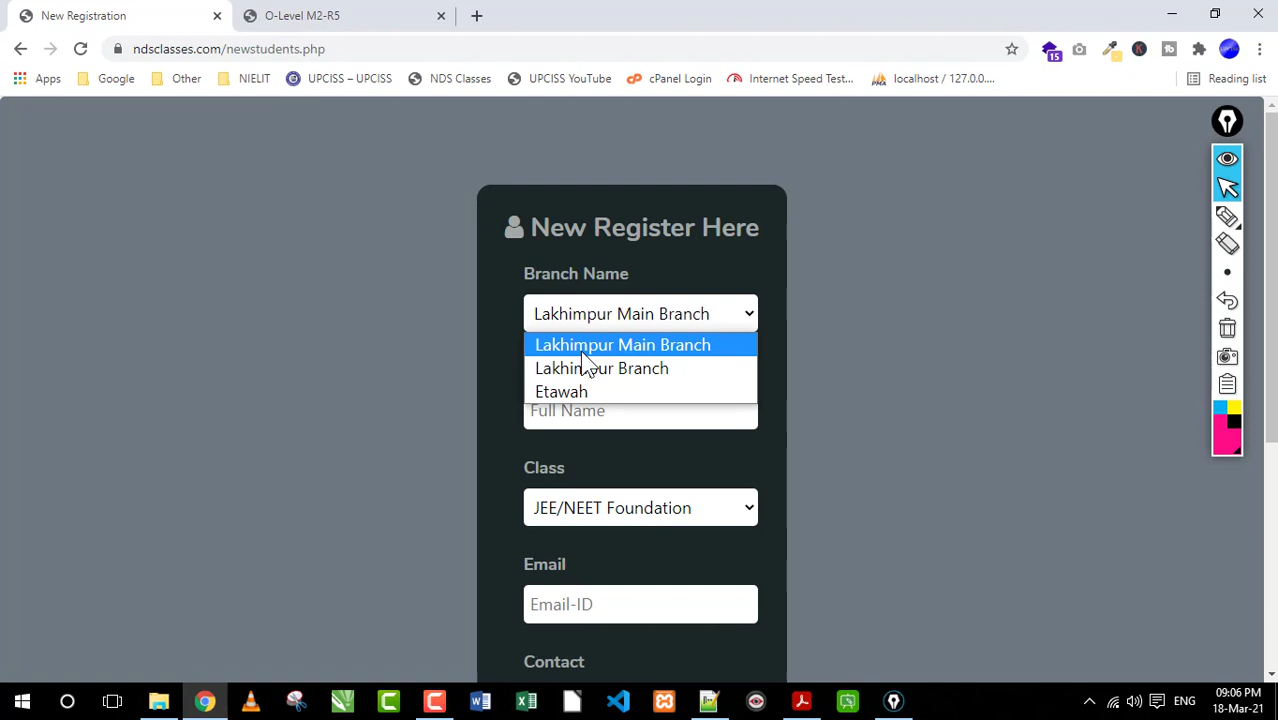 New Registration
O-Level M2-R5
ndsclasses.com/newstudents.php
15
Apps Google Other NIELIT UPCISS – UPCISS NDS Classes UPCISS YouTube cPanel Login Internet Speed Test... localhost / 127.0.0.... Reading list
New Register Here
Branch Name
Lakhimpur Main Branch
Lakhimpur Main Branch
Lakhimpur Branch
Etawah
Full Name
Class
JEE/NEET Foundation
Email
Email-ID
Contact
ENG
09:06 PM
18-Mar-21